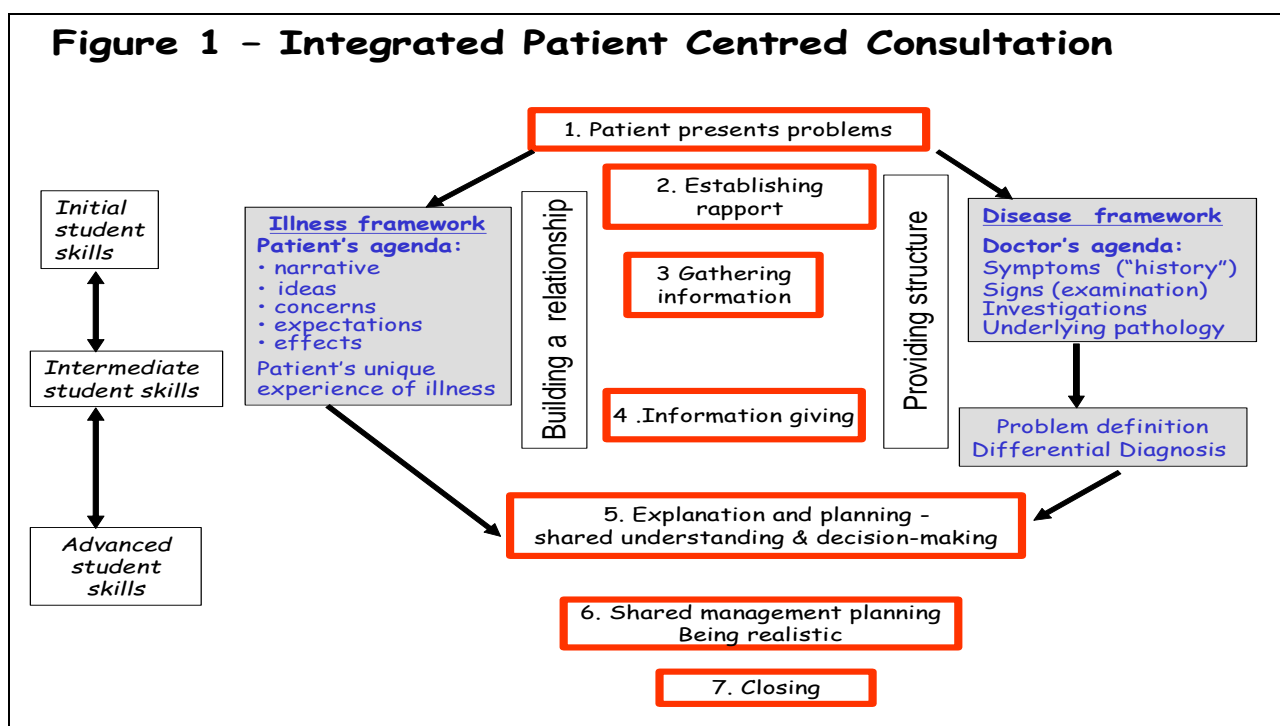 Figure 1 – Integrated Patient Centred Consultation
1. Patient presents problems
2. Establishing
rapport
3 Gathering
information
4 .Information giving
Building a relationship
Providing structure
Initial
student
skills
Intermediate
student skills
Advanced
student
skills
Illness framework
Patient's agenda:
• narrative
• ideas
• concerns
• expectations
• effects
Patient's unique
experience of illness
Disease framework
Doctor's agenda:
Symptoms ("history")
Signs (examination)
Investigations
Underlying pathology
Problem definition
Differential Diagnosis
5. Explanation and planning -
shared understanding & decision-making
6. Shared management planning
Being realistic
7. Closing